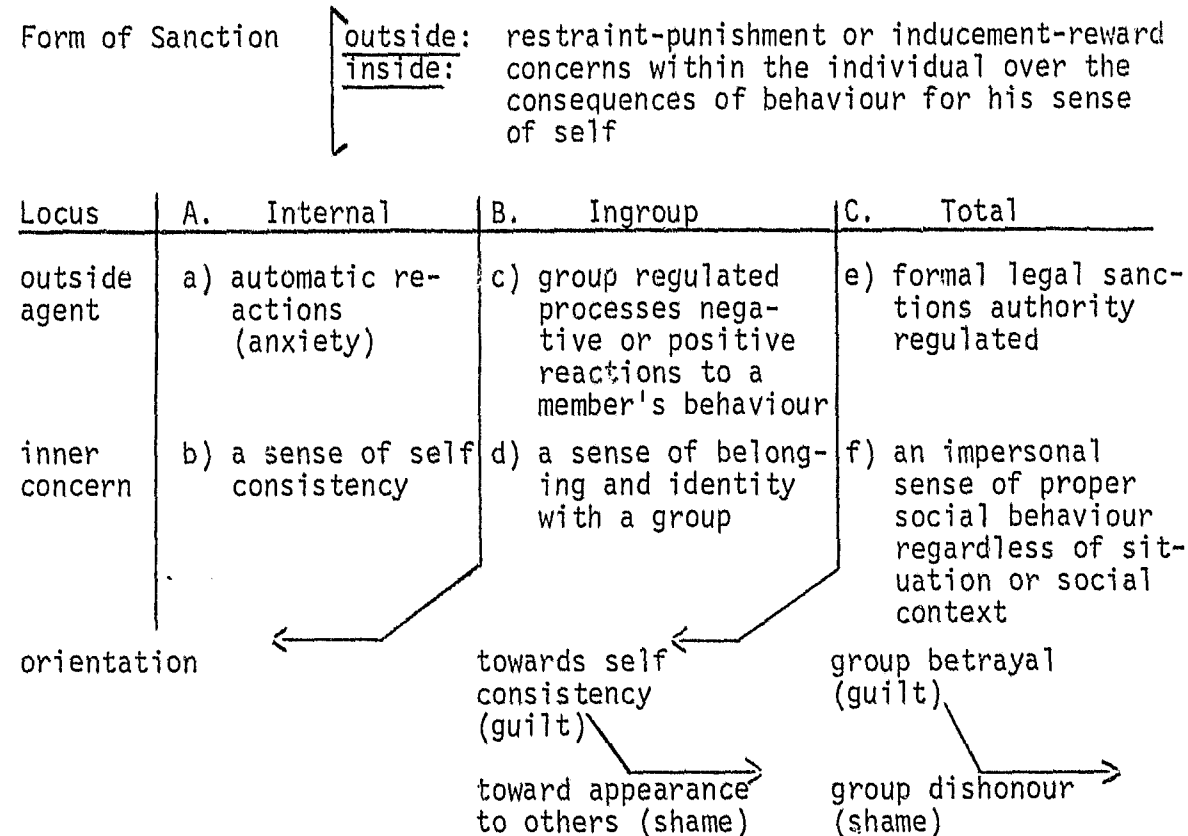 Form of Sanction outside: restraint-punishment or inducement-reward
inside: concerns within the individual over the
consequences of behaviour for his sense
of self
Locus A. Internal B. Ingroup C. Total
outside a) automatic re- c) group regulated e) formal legal sanc-
agent actions processes nega- tions authority
(anxiety) tive or positive regulated
reactions to a
member's behaviour
inner b) a sense of self d) a sense of belong- f) an impersonal
concern consistency ing and identity sense of proper
with a group social behaviour
regardless of sit-
uation or social
context
orientation towards self group betrayal
consistency (guilt)
(guilt)
toward appearance group dishonour
to others (shame) (shame)